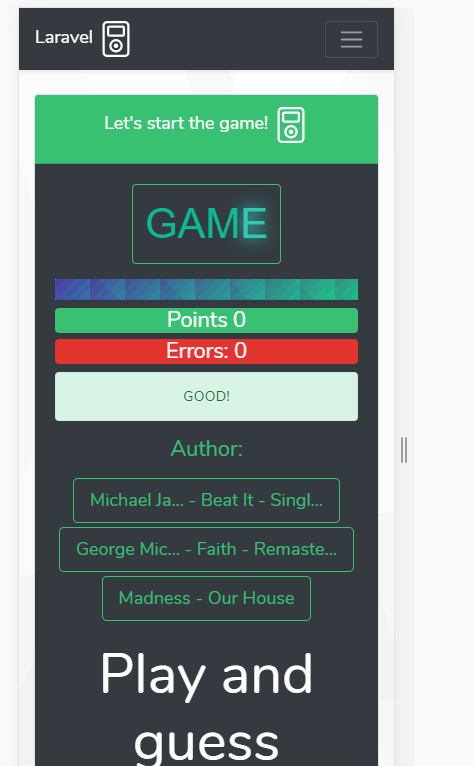 Laravel
Let's start the game!
GAME
Points 0
Errors: 0
GOOD!
Author:
Michael Ja... - Beat It - Singl...
George Mic... - Faith - Remaste...
Madness - Our House
Play and
guess